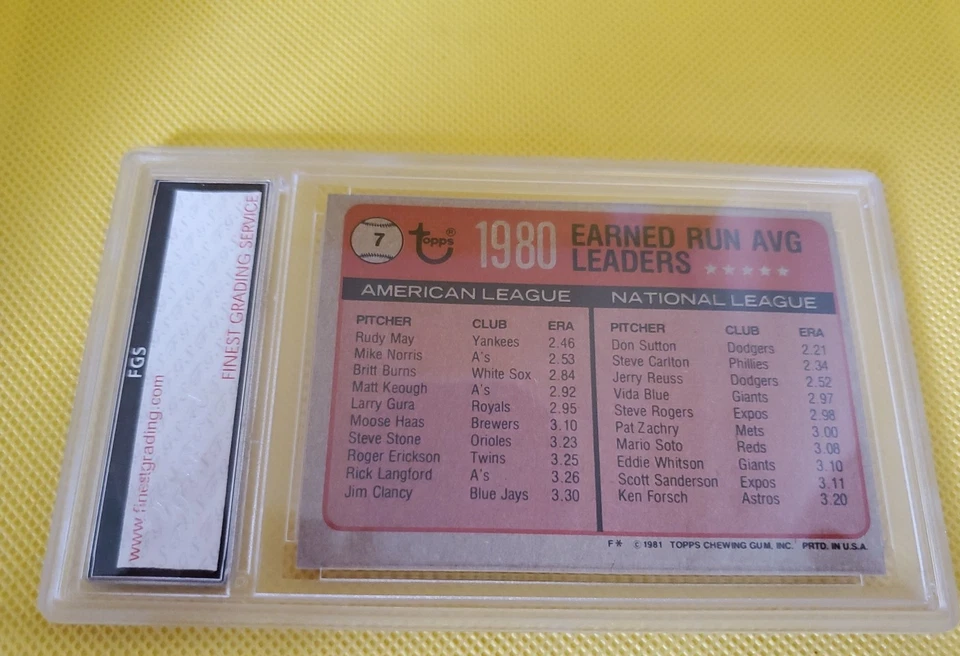 FGS
www.finestgrading.com
FINEST GRADING SERVICE
7 topps® 1980 EARNED RUN AVG
LEADERS ★★★★★
AMERICAN LEAGUE NATIONAL LEAGUE
PITCHER CLUB ERA PITCHER CLUB ERA
Rudy May Yankees 2.46 Don Sutton Dodgers 2.21
Mike Norris A's 2.53 Steve Carlton Phillies 2.34
Britt Burns White Sox 2.84 Jerry Reuss Dodgers 2.52
Matt Keough A's 2.92 Vida Blue Giants 2.97
Larry Gura Royals 2.95 Steve Rogers Expos 2.98
Moose Haas Brewers 3.10 Pat Zachry Mets 3.00
Steve Stone Orioles 3.23 Mario Soto Reds 3.08
Roger Erickson Twins 3.25 Eddie Whitson Giants 3.10
Rick Langford A's 3.26 Scott Sanderson Expos 3.11
Jim Clancy Blue Jays 3.30 Ken Forsch Astros 3.20
F* © 1981 TOPPS CHEWING GUM, INC. PRTD. IN U.S.A.